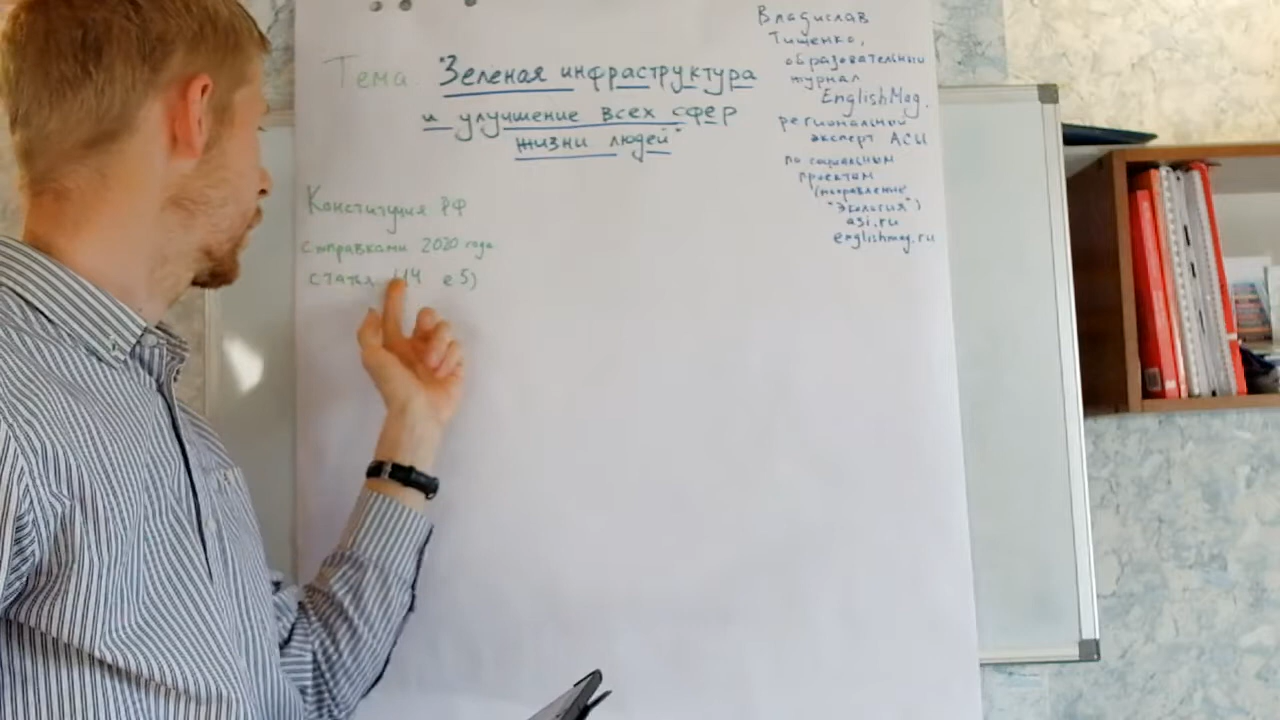 Тема: "Зеленая инфраструктура
и улучшение всех сфер
жизни людей"
Конституция РФ
с поправками 2020 года
статья 114 е.5)
Владислав
Тищенко,
образовательный
журнал
EnglishMag.
региональный
эксперт АСИ
по социальным
проектам
(направление
"Экология")
asi.ru
englishmag.ru